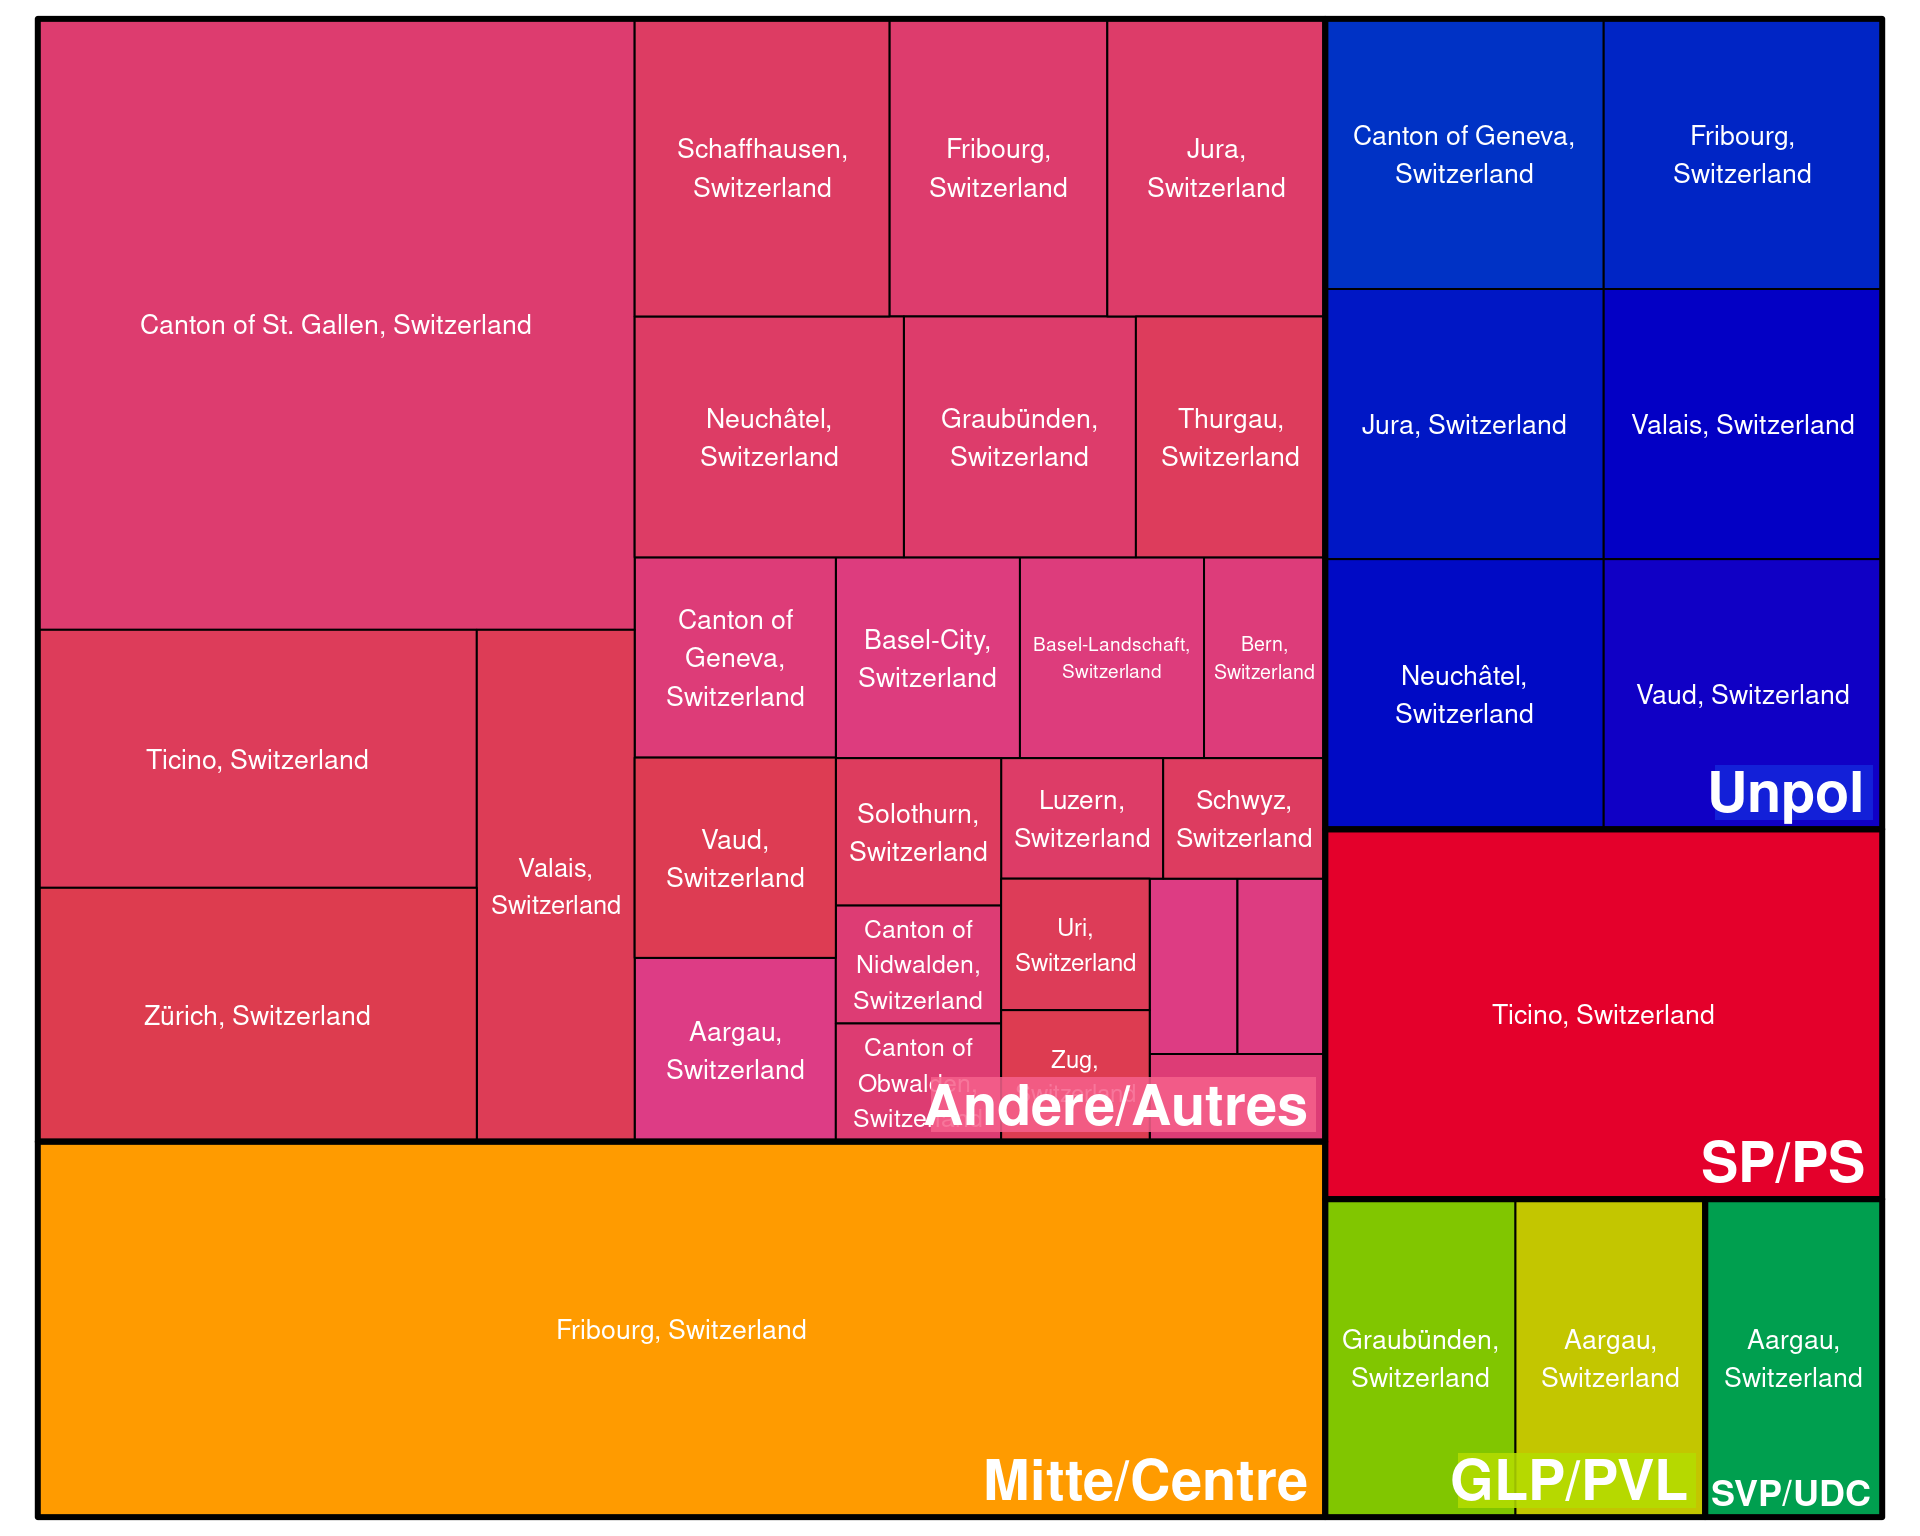 Canton of St. Gallen, Switzerland
Schaffhausen,
Switzerland
Fribourg,
Switzerland
Jura,
Switzerland
Neuchâtel,
Switzerland
Graubünden,
Switzerland
Thurgau,
Switzerland
Ticino, Switzerland
Zürich, Switzerland
Valais,
Switzerland
Canton of
Geneva,
Switzerland
Basel-City,
Switzerland
Basel-Landschaft,
Switzerland
Bern,
Switzerland
Vaud,
Switzerland
Aargau,
Switzerland
Solothurn,
Switzerland
Luzern,
Switzerland
Schwyz,
Switzerland
Canton of
Nidwalden,
Switzerland
Canton of
Obwalden,
Switzerland
Uri,
Switzerland
Zug,
Switzerland
Andere/Autres
Fribourg, Switzerland
Mitte/Centre
Canton of Geneva,
Switzerland
Fribourg,
Switzerland
Jura, Switzerland
Valais, Switzerland
Neuchâtel,
Switzerland
Vaud, Switzerland
Unpol
Ticino, Switzerland
SP/PS
Graubünden,
Switzerland
Aargau,
Switzerland
GLP/PVL
Aargau,
Switzerland
SVP/UDC